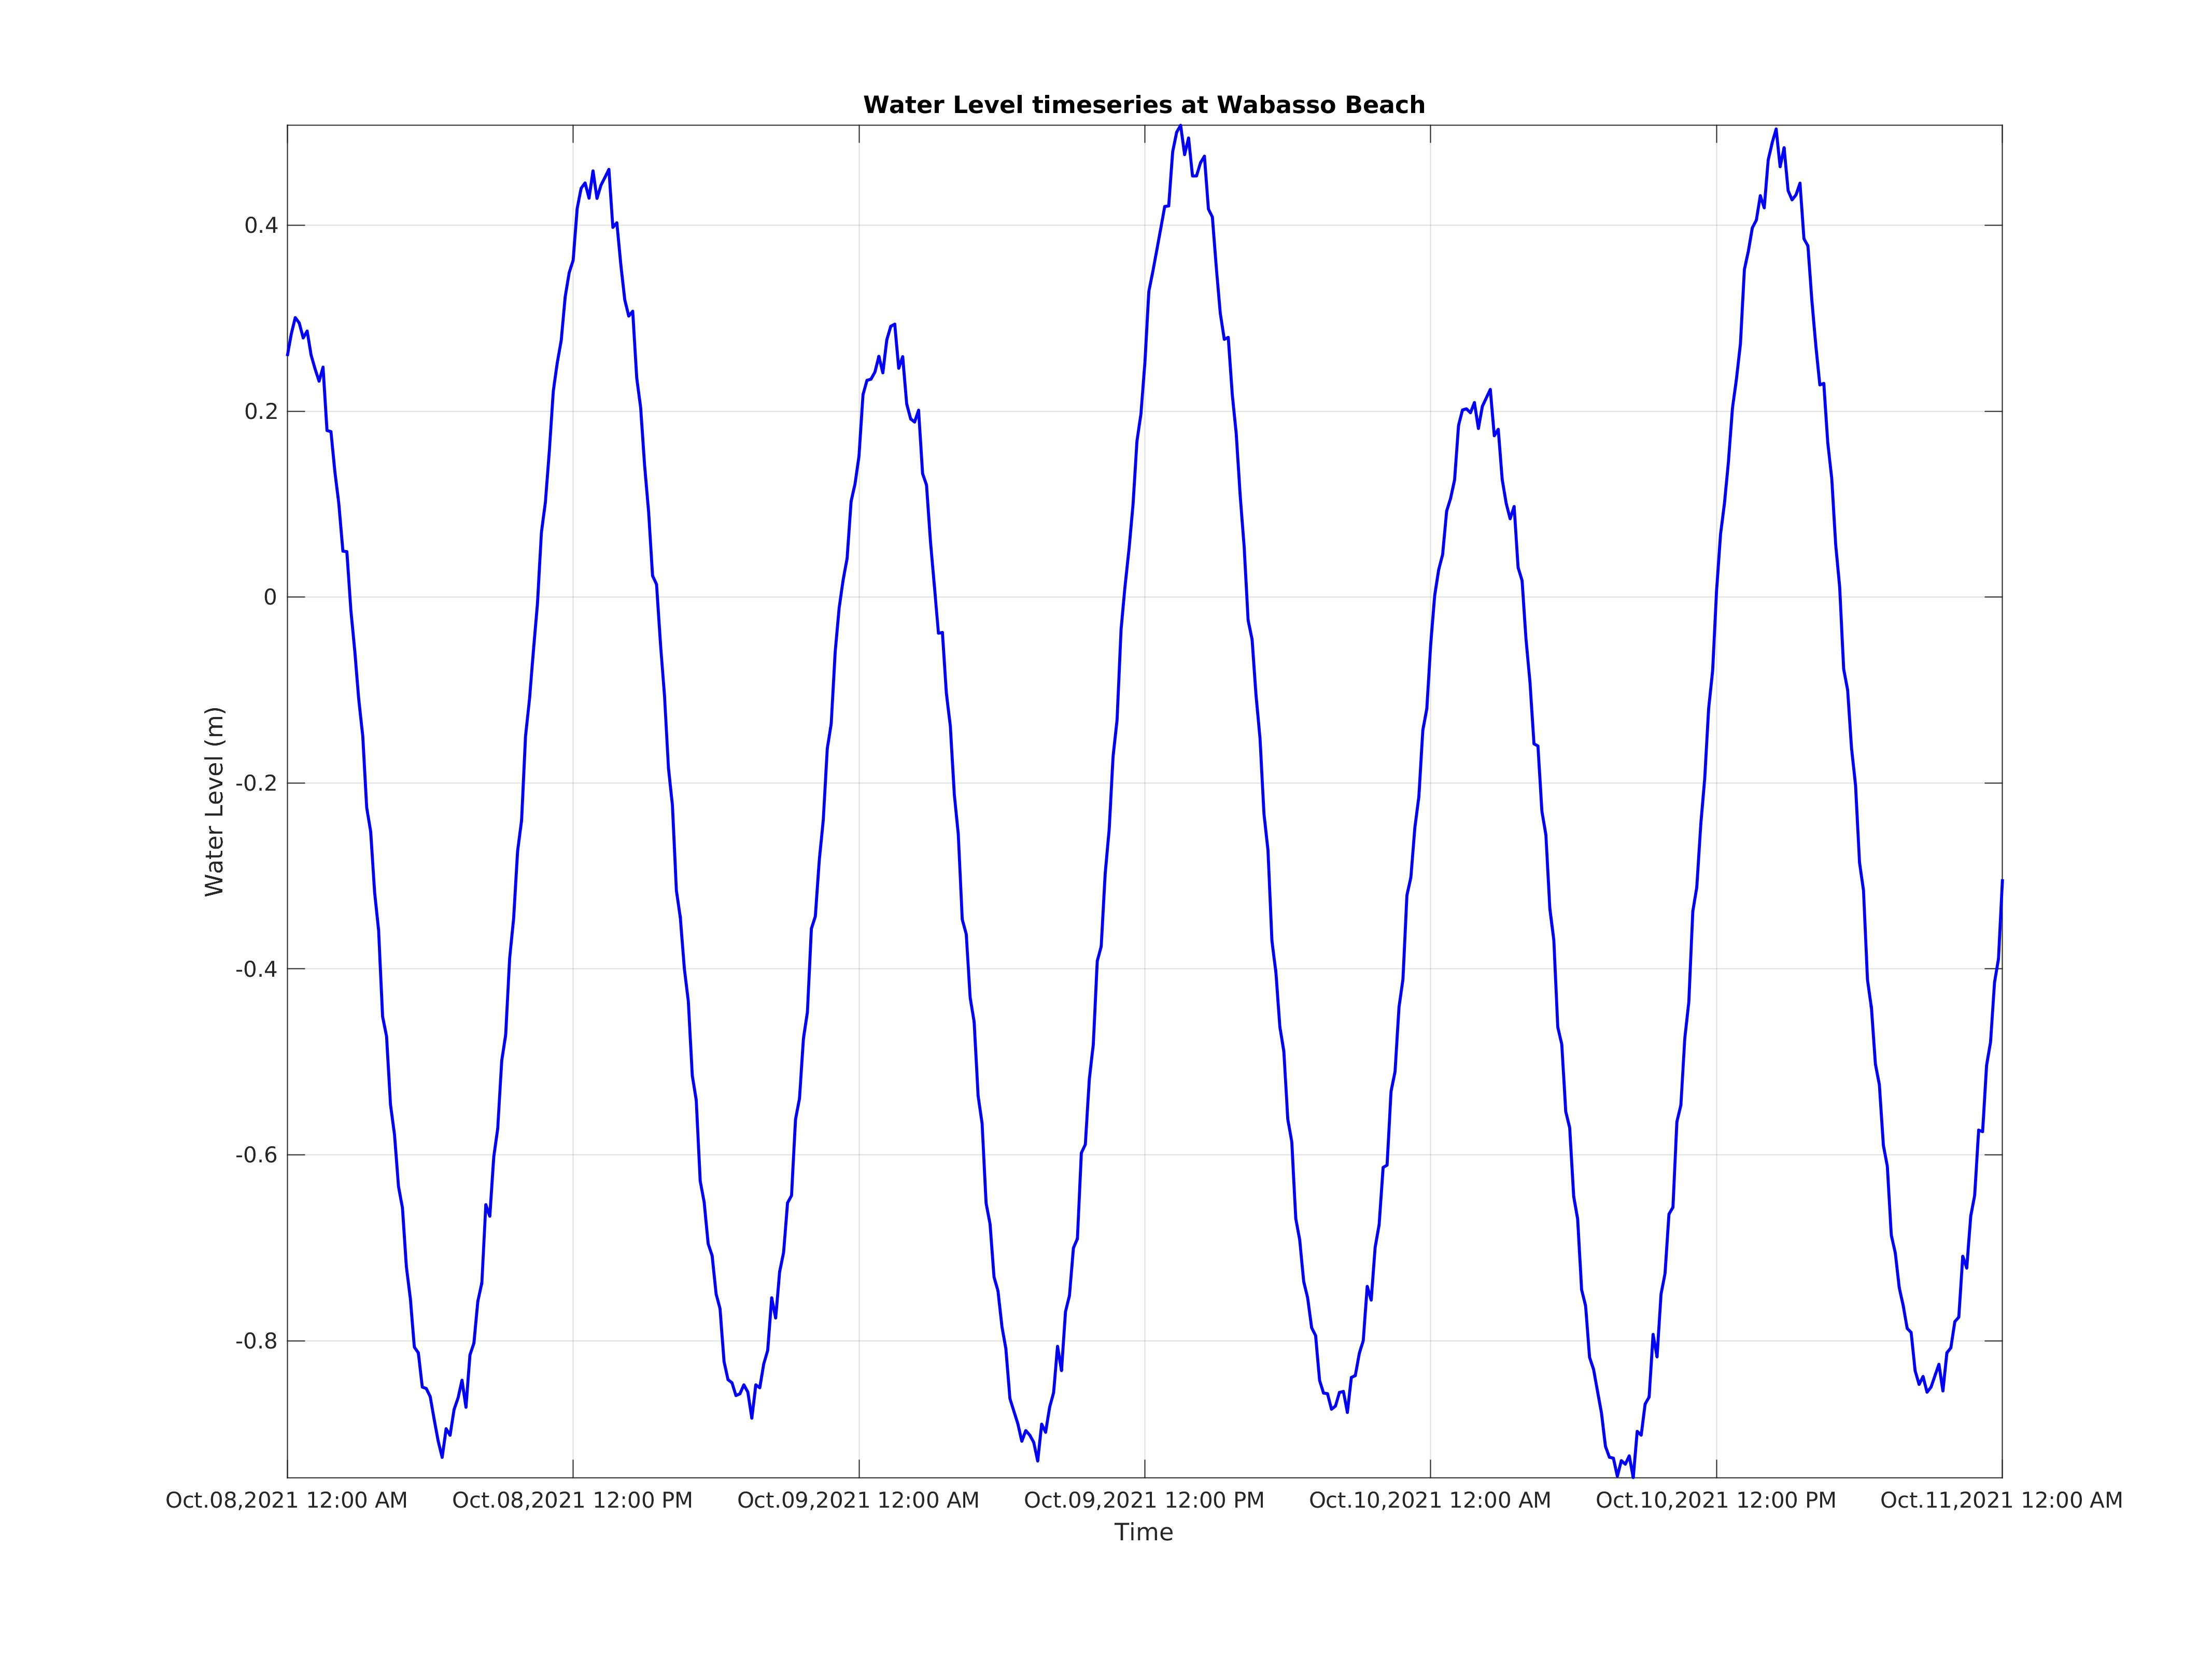 Water Level timeseries at Wabasso Beach
Water Level (m)
0.4
0.2
0
-0.2
-0.4
-0.6
-0.8
Oct.08,2021 12:00 AM
Oct.08,2021 12:00 PM
Oct.09,2021 12:00 AM
Oct.09,2021 12:00 PM
Oct.10,2021 12:00 AM
Oct.10,2021 12:00 PM
Oct.11,2021 12:00 AM
Time